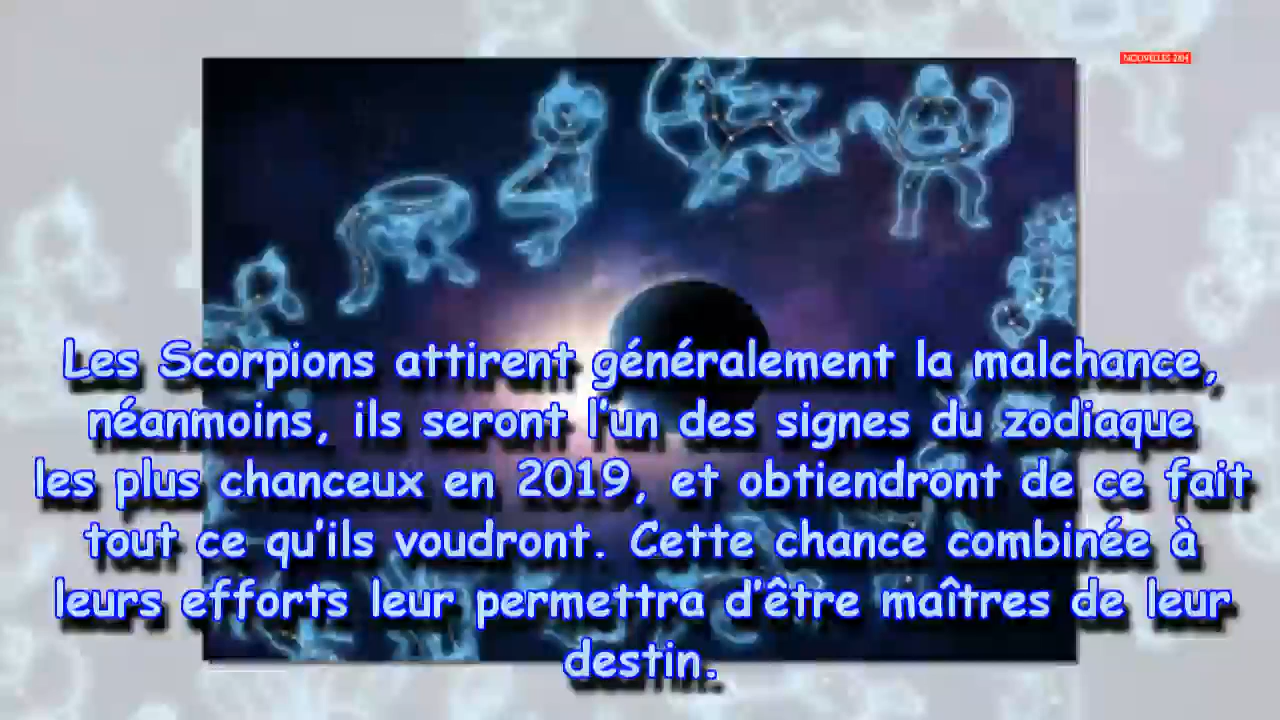 NOUVELLES 24H
Les Scorpions attirent généralement la malchance,
néanmoins, ils seront l'un des signes du zodiaque
les plus chanceux en 2019, et obtiendront de ce fait
tout ce qu'ils voudront. Cette chance combinée à
leurs efforts leur permettra d'être maîtres de leur
destin.